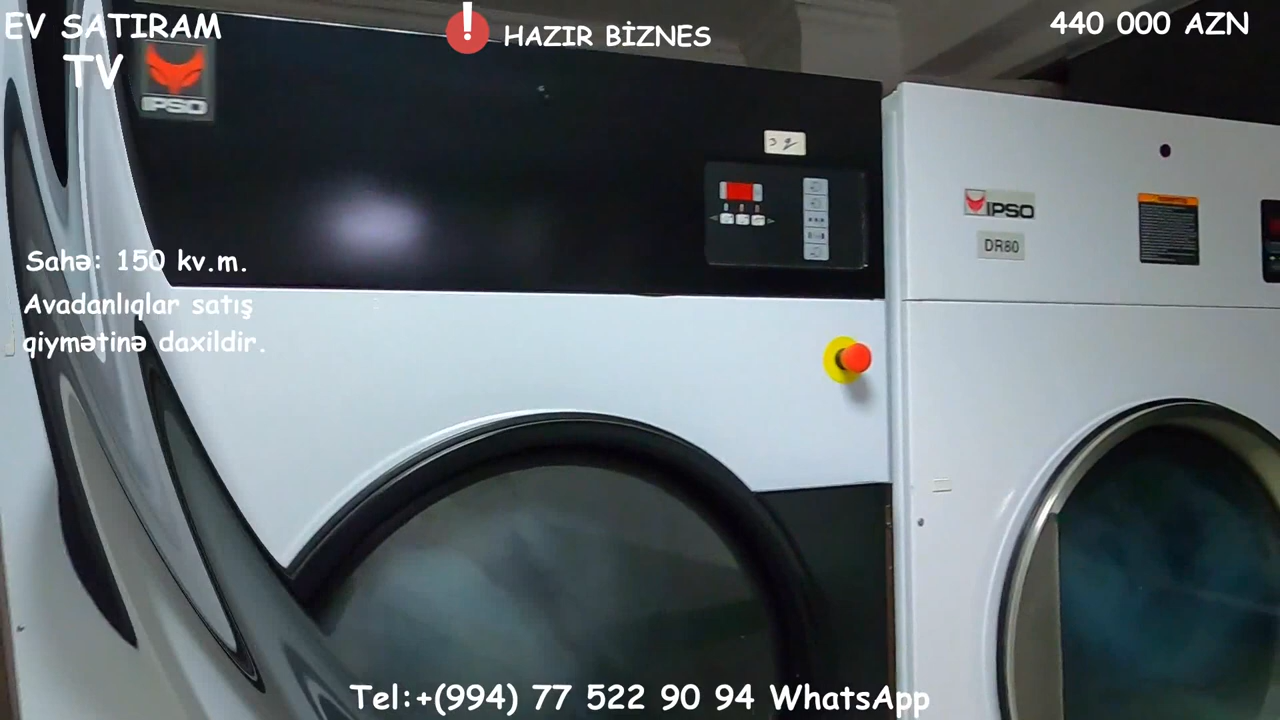 EV SATIRAM
TV
! HAZIR BİZNES
440 000 AZN
IPSO
IPSO
DR80
Sahə: 150 kv.m.
Avadanlıqlar satış
qiymətinə daxildir.
Tel:+(994) 77 522 90 94 WhatsApp